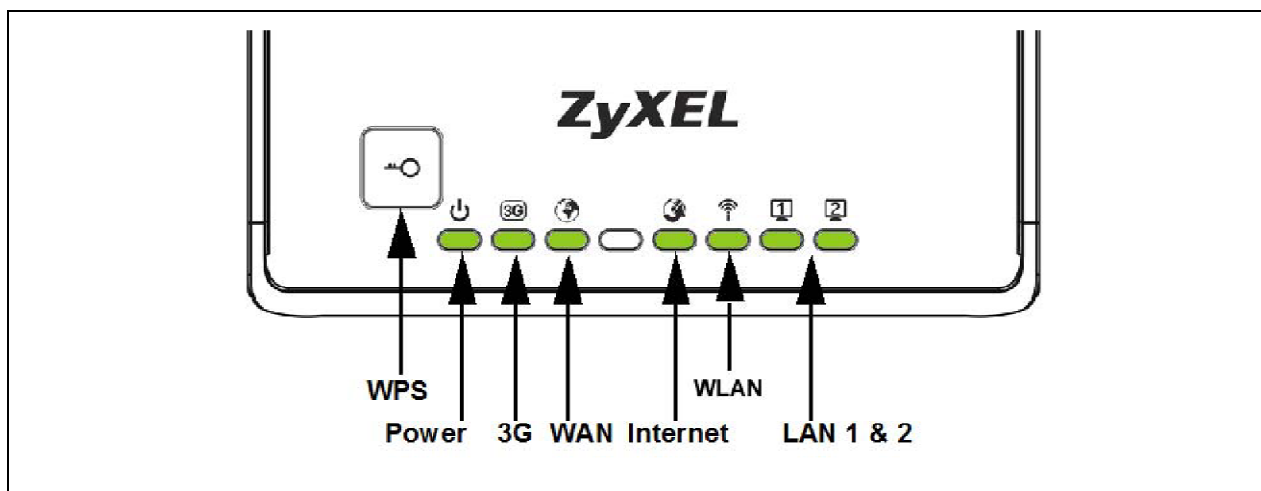 ZyXEL
3G
1
2
WPS
WLAN
Power 3G WAN Internet LAN 1 & 2